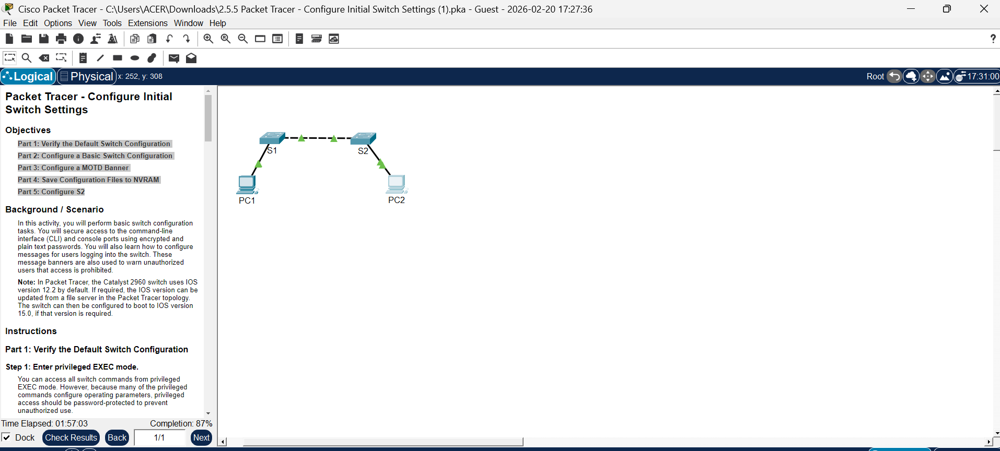 Cisco Packet Tracer - C:\Users\ACER\Downloads\2.5.5 Packet Tracer - Configure Initial Switch Settings (1).pka - Guest - 2026-02-20 17:27:36
File Edit Options View Tools Extensions Window Help
?
Logical Physical x: 252, y: 308
Root 17:31:00
Packet Tracer - Configure Initial
Switch Settings
Objectives
Part 1: Verify the Default Switch Configuration
Part 2: Configure a Basic Switch Configuration
Part 3: Configure a MOTD Banner
Part 4: Save Configuration Files to NVRAM
Part 5: Configure S2
Background / Scenario
In this activity, you will perform basic switch configuration
tasks. You will secure access to the command-line
interface (CLI) and console ports using encrypted and
plain text passwords. You will also learn how to configure
messages for users logging into the switch. These
message banners are also used to warn unauthorized
users that access is prohibited.
Note: In Packet Tracer, the Catalyst 2960 switch uses IOS
version 12.2 by default. If required, the IOS version can be
updated from a file server in the Packet Tracer topology.
The switch can then be configured to boot to IOS version
15.0, if that version is required.
Instructions
Part 1: Verify the Default Switch Configuration
Step 1: Enter privileged EXEC mode.
You can access all switch commands from privileged
EXEC mode. However, because many of the privileged
commands configure operating parameters, privileged
access should be password-protected to prevent
unauthorized use.
Time Elapsed: 01:57:03 Completion: 87%
Dock Check Results Back 1/1 Next
S1
S2
PC1
PC2